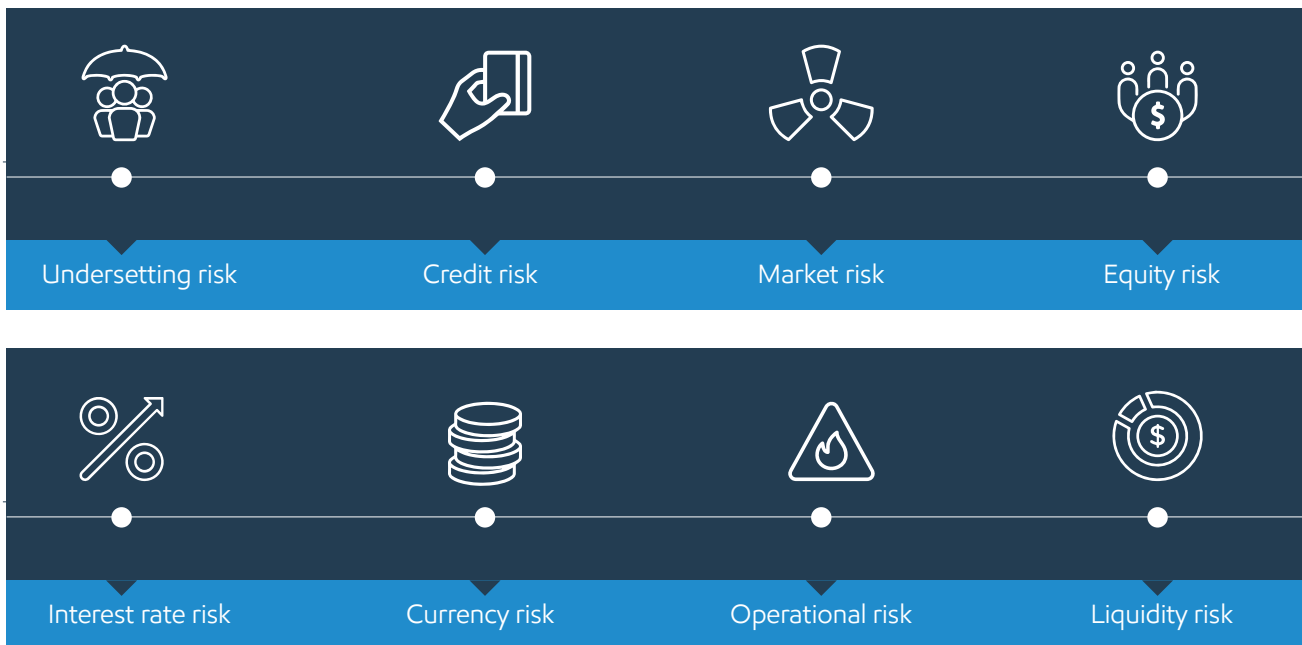 $
Undersetting risk
Credit risk
Market risk
Equity risk
$
Interest rate risk
Currency risk
Operational risk
Liquidity risk